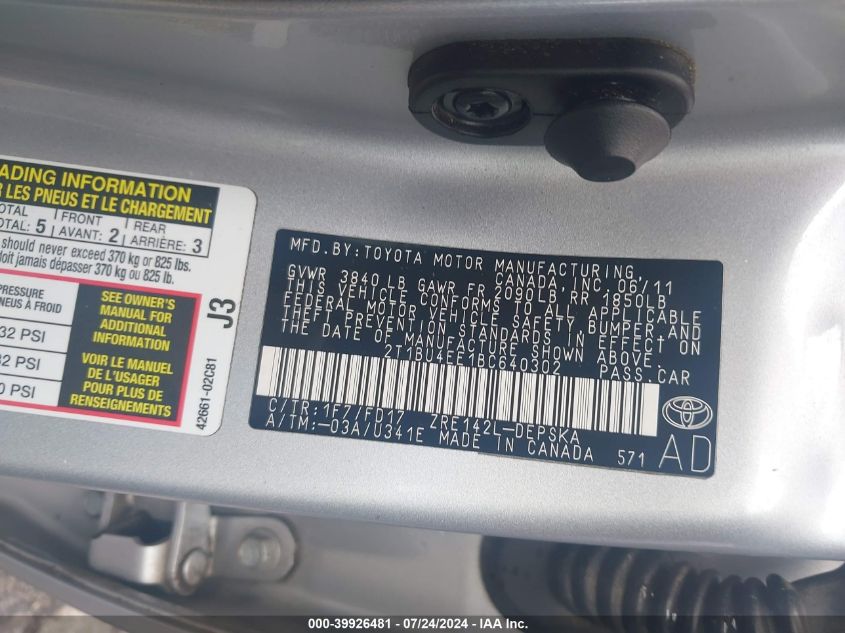 ADING INFORMATION
R LES PNEUS ET LE CHARGEMENT
OTAL FRONT REAR
OTAL: 5 AVANT: 2 ARRIÈRE: 3
should never exceed 370 kg or 825 lbs.
doit jamais dépasser 370 kg ou 825 lb.
PRESSURE
NEUS À FROID
32 PSI
32 PSI
0 PSI
SEE OWNER'S
MANUAL FOR
ADDITIONAL
INFORMATION
VOIR LE MANUEL
DE L'USAGER
POUR PLUS DE
RENSEIGNEMENTS
J3
42661-02C81
MFD.BY:TOYOTA MOTOR MANUFACTURING,
CANADA,INC. 06/11
GVWR 3840 LB GAWR FR 2090LB,RR 1850LB
THIS VEHICLE CONFORMS TO ALL APPLICABLE
FEDERAL MOTOR VEHICLE SAFETY,BUMPER AND
THEFT PREVENTION STANDARDS IN EFFECT ON
THE DATE OF MANUFACTURE SHOWN ABOVE.
2T1BU4EE1BC640302 PASS.CAR
C/TR:1F7/FD17 ZRE142L-DEPSKA
A/TM:-03A/U341E MADE IN CANADA 571
AD
000-39926481 - 07/24/2024 - IAA Inc.